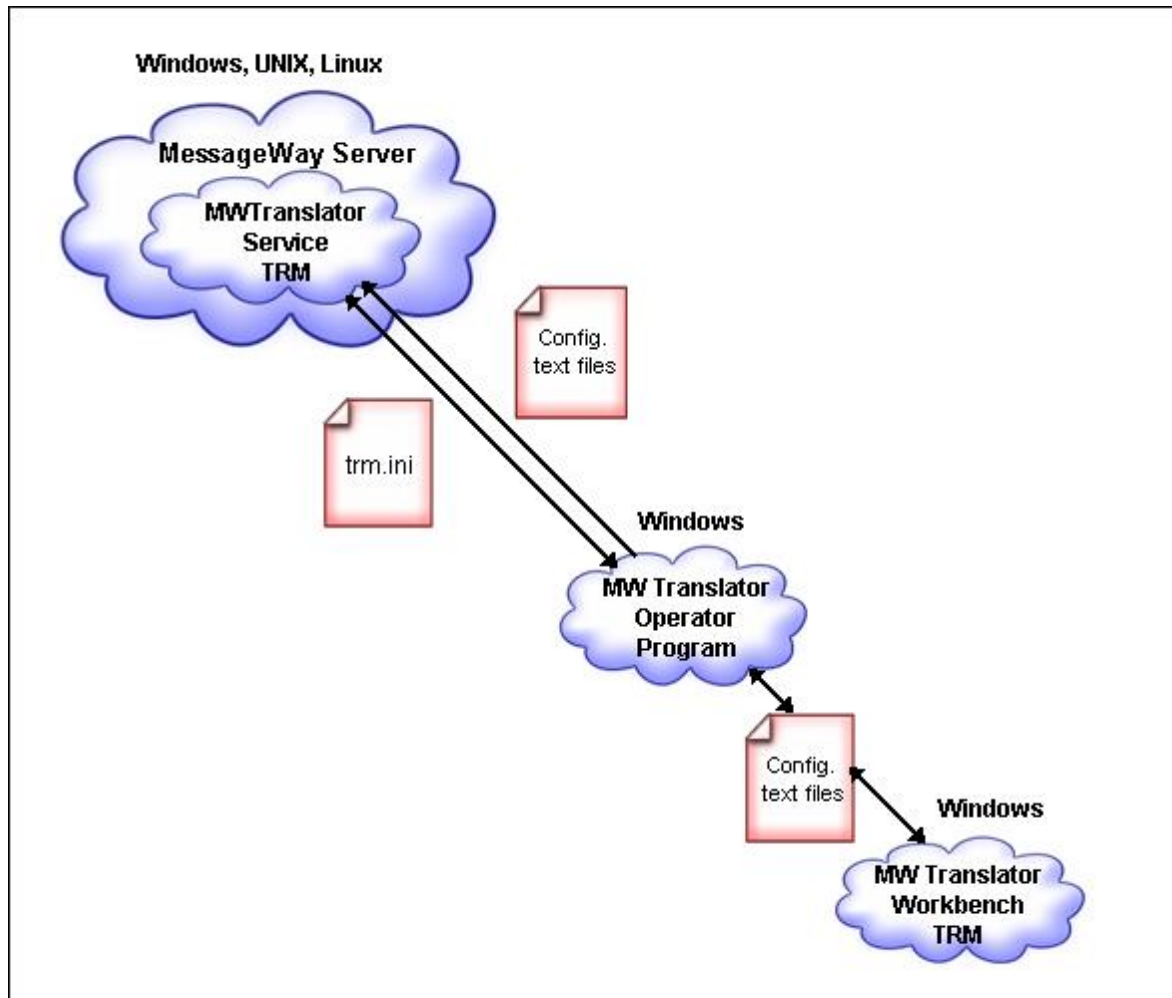 Windows, UNIX, Linux
MessageWay Server
MWTranslator
Service
TRM
Config.
text files
trm.ini
Windows
MW Translator
Operator
Program
Config.
text files
Windows
MW Translator
Workbench
TRM